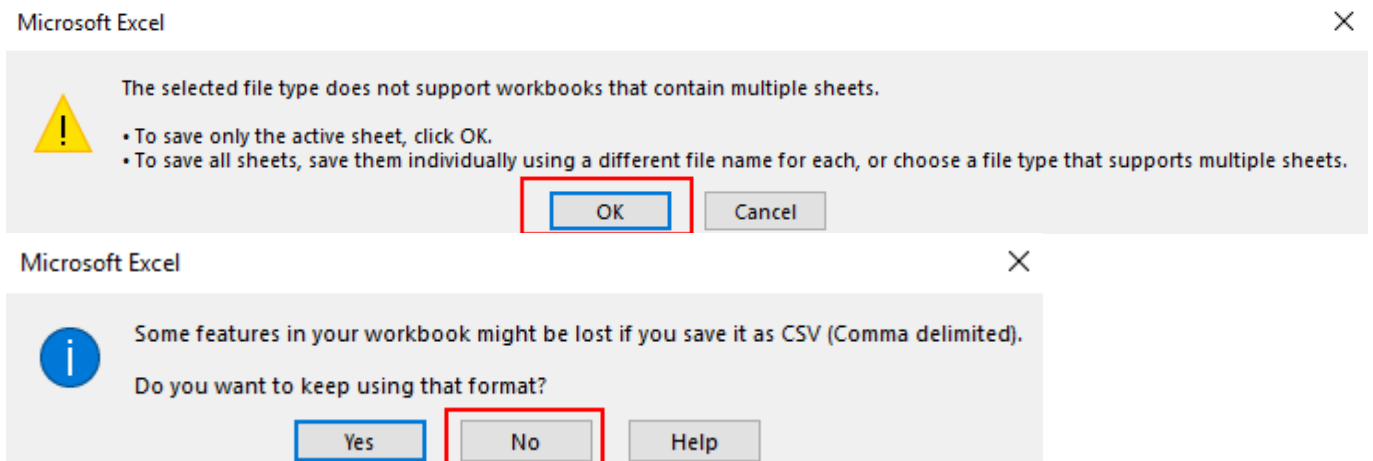 Microsoft Excel
The selected file type does not support workbooks that contain multiple sheets.
• To save only the active sheet, click OK.
• To save all sheets, save them individually using a different file name for each, or choose a file type that supports multiple sheets.
OK Cancel
Microsoft Excel
Some features in your workbook might be lost if you save it as CSV (Comma delimited).
Do you want to keep using that format?
Yes No Help